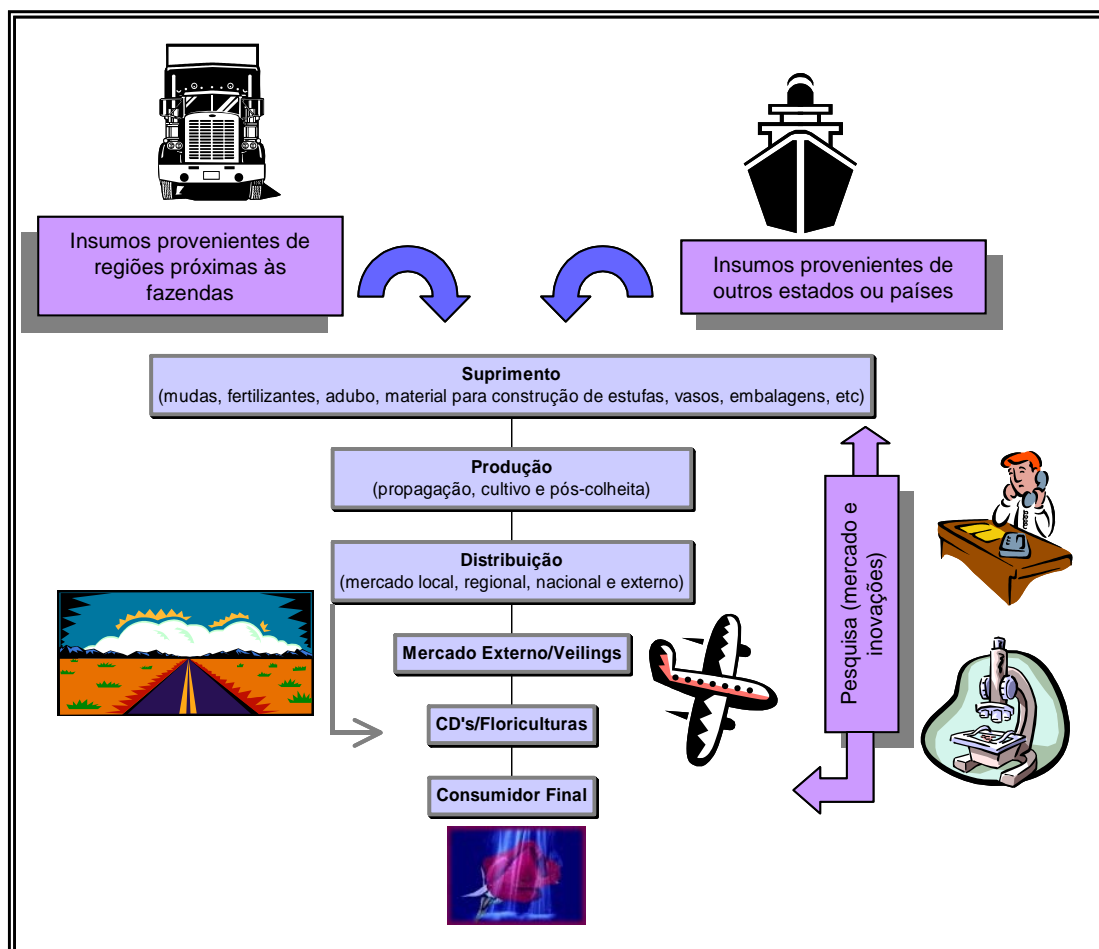 Insumos provenientes de
regiões próximas às
fazendas
Insumos provenientes de
outros estados ou países
Suprimento
(mudas, fertilizantes, adubo, material para construção de estufas, vasos, embalagens, etc)
Produção
(propagação, cultivo e pós-colheita)
Distribuição
(mercado local, regional, nacional e externo)
Mercado Externo/Veilings
CD's/Floriculturas
Consumidor Final
Pesquisa (mercado e
inovações)